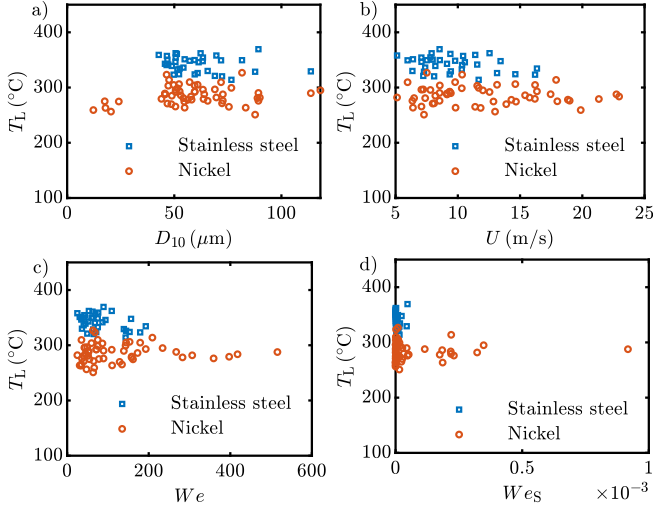 a)
400
300
200
100
T_L (°C)
Stainless steel
Nickel
0 50 100
D_10 (μm)
b)
400
300
200
100
T_L (°C)
Stainless steel
Nickel
5 10 15 20 25
U (m/s)
c)
400
300
200
100
T_L (°C)
Stainless steel
Nickel
0 200 400 600
We
d)
400
300
200
100
T_L (°C)
Stainless steel
Nickel
0 0.5 1
We_S ×10⁻³